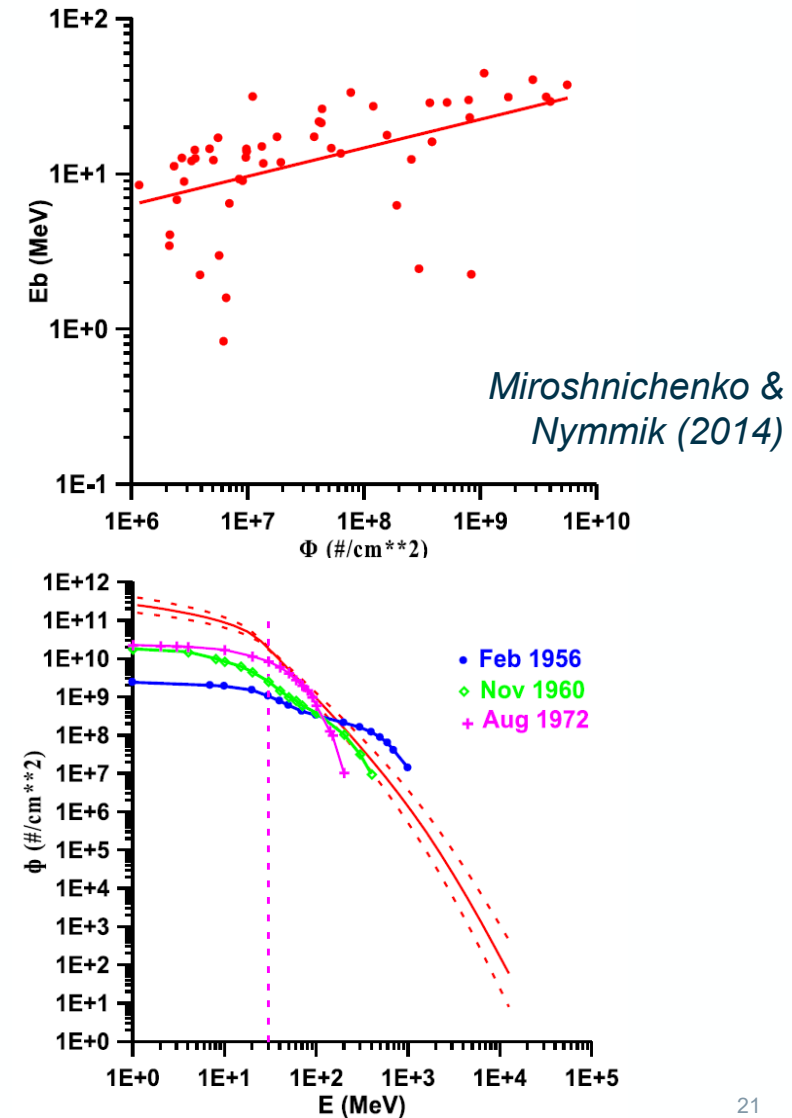 1E+2
1E+1
1E+0
1E-1
Eb (MeV)
1E+6 1E+7 1E+8 1E+9 1E+10
Φ (#/cm**2)
Miroshnichenko &
Nymmik (2014)
1E+12
1E+11
1E+10
1E+9
1E+8
1E+7
1E+6
1E+5
1E+4
1E+3
1E+2
1E+1
1E+0
ϕ (#/cm**2)
Feb 1956
Nov 1960
Aug 1972
1E+0 1E+1 1E+2 1E+3 1E+4 1E+5
E (MeV)
21